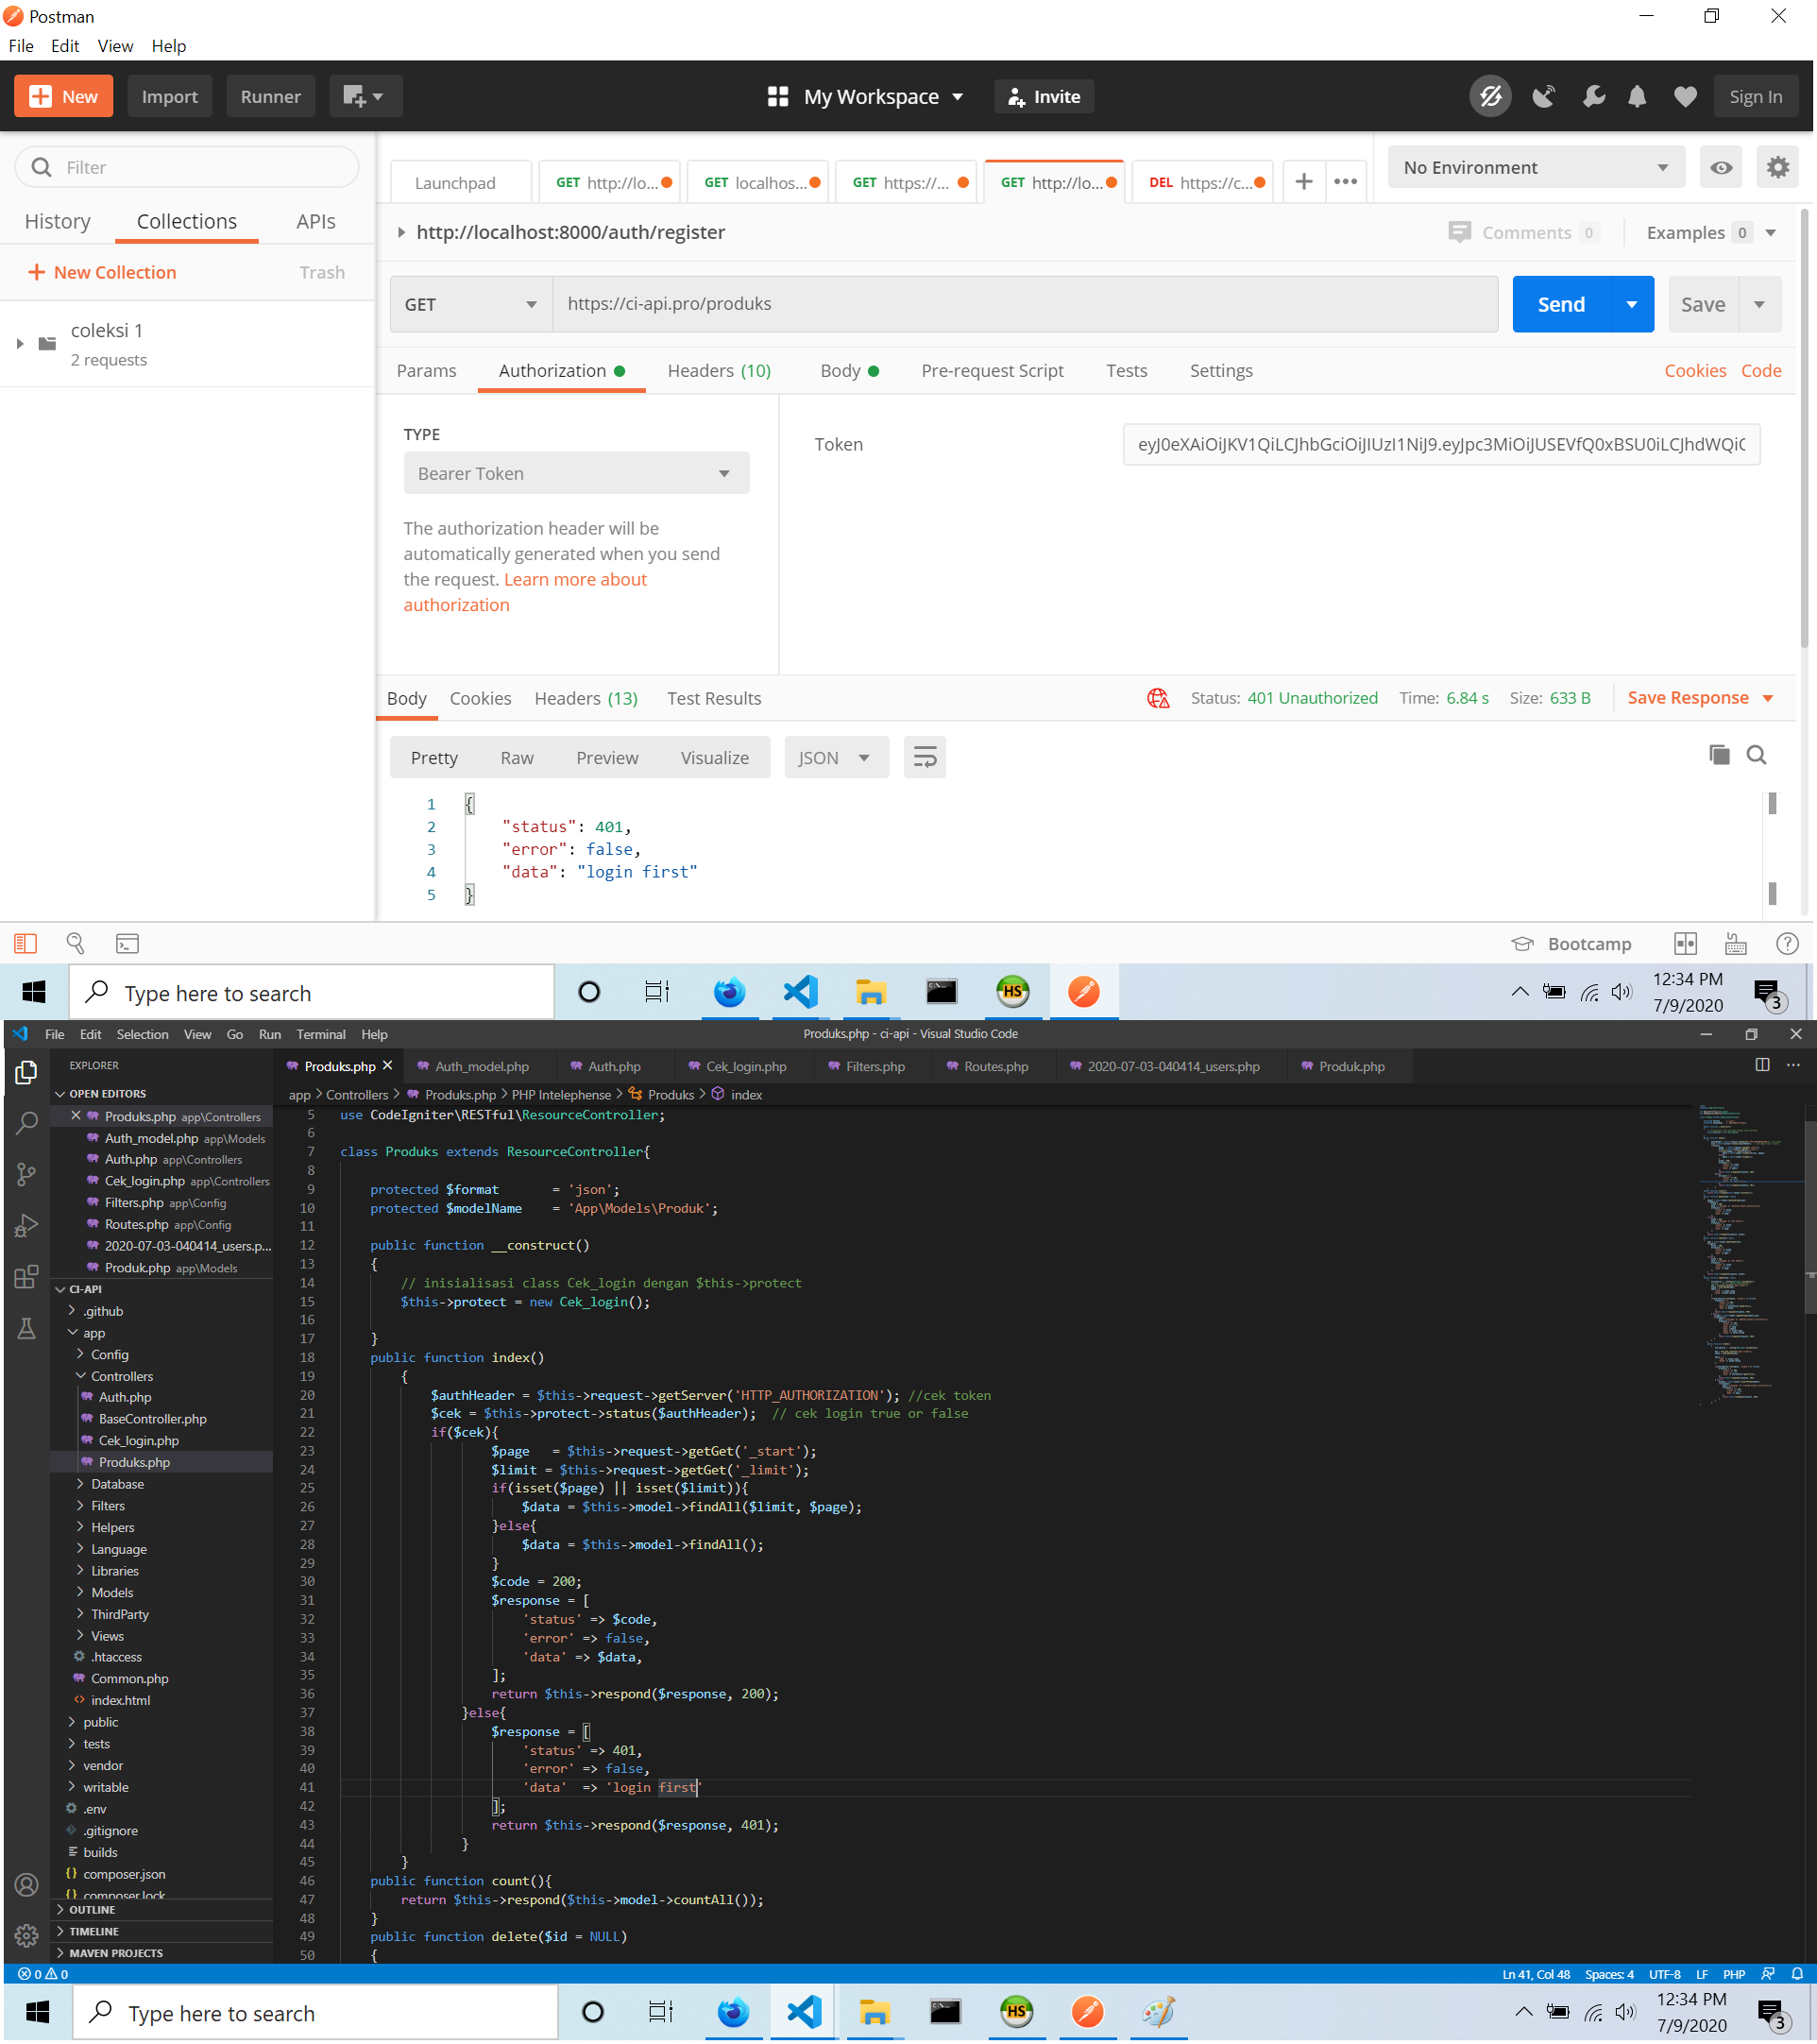 Postman
File Edit View Help
New Import Runner My Workspace Invite Sign In
Filter
History Collections APIs
New Collection Trash
coleksi 1
2 requests
Launchpad GET http://lo... GET localhos... GET https://... GET http://lo... DEL https://c... No Environment
http://localhost:8000/auth/register Comments 0 Examples 0
GET https://ci-api.pro/produks Send Save
Params Authorization Headers (10) Body Pre-request Script Tests Settings Cookies Code
TYPE
Bearer Token
The authorization header will be
automatically generated when you send
the request. Learn more about
authorization
Token eyJ0eXAiOiJKV1QiLCJhbGciOiJIUzI1NiJ9.eyJpc3MiOiJUSEVfQ0xBSU0iLCJhdWQiO
Body Cookies Headers (13) Test Results Status: 401 Unauthorized Time: 6.84 s Size: 633 B Save Response
Pretty Raw Preview Visualize JSON
1 {
2 "status": 401,
3 "error": false,
4 "data": "login first"
5 }
Bootcamp
Type here to search HS 12:34 PM
7/9/2020 3
File Edit Selection View Go Run Terminal Help Produks.php - ci-api - Visual Studio Code
EXPLORER
OPEN EDITORS
Produks.php app\Controllers
Auth_model.php app\Models
Auth.php app\Controllers
Cek_login.php app\Controllers
Filters.php app\Config
Routes.php app\Config
2020-07-03-040414_users.p...
Produk.php app\Models
CI-API
.github
app
Config
Controllers
Auth.php
BaseController.php
Cek_login.php
Produks.php
Database
Filters
Helpers
Language
Libraries
Models
ThirdParty
Views
.htaccess
Common.php
index.html
public
tests
vendor
writable
.env
.gitignore
builds
composer.json
composer.lock
OUTLINE
TIMELINE
MAVEN PROJECTS
Produks.php Auth_model.php Auth.php Cek_login.php Filters.php Routes.php 2020-07-03-040414_users.php Produk.php
app > Controllers > Produks.php > PHP Intelephense > Produks > index
5 use CodeIgniter\RESTful\ResourceController;
6
7 class Produks extends ResourceController{
8
9 protected $format = 'json';
10 protected $modelName = 'App\Models\Produk';
11
12 public function __construct()
13 {
14 // inisialisasi class Cek_login dengan $this->protect
15 $this->protect = new Cek_login();
16
17 }
18 public function index()
19 {
20 $authHeader = $this->request->getServer('HTTP_AUTHORIZATION'); //cek token
21 $cek = $this->protect->status($authHeader); // cek login true or false
22 if($cek){
23 $page = $this->request->getGet('_start');
24 $limit = $this->request->getGet('_limit');
25 if(isset($page) || isset($limit)){
26 $data = $this->model->findAll($limit, $page);
27 }else{
28 $data = $this->model->findAll();
29 }
30 $code = 200;
31 $response = [
32 'status' => $code,
33 'error' => false,
34 'data' => $data,
35 ];
36 return $this->respond($response, 200);
37 }else{
38 $response = [
39 'status' => 401,
40 'error' => false,
41 'data' => 'login first'
42 ];
43 return $this->respond($response, 401);
44 }
45 }
46 public function count(){
47 return $this->respond($this->model->countAll());
48 }
49 public function delete($id = NULL)
50 {
0 0 Ln 41, Col 48 Spaces: 4 UTF-8 LF PHP
Type here to search HS 12:34 PM
7/9/2020 3